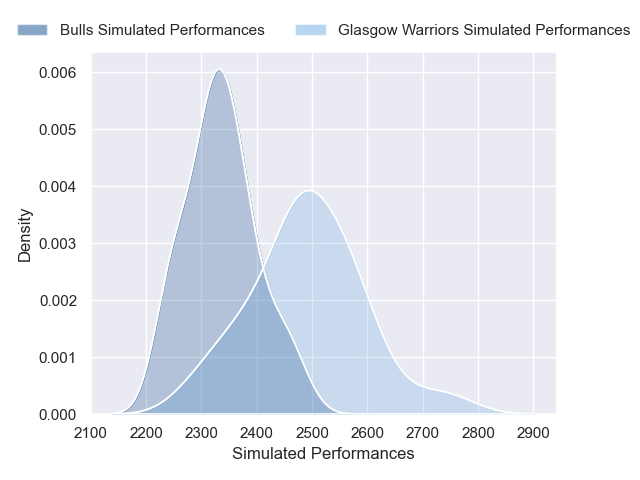 Bulls Simulated Performances
Glasgow Warriors Simulated Performances
0.006
0.005
0.004
0.003
0.002
0.001
0.000
Density
2100 2200 2300 2400 2500 2600 2700 2800 2900
Simulated Performances